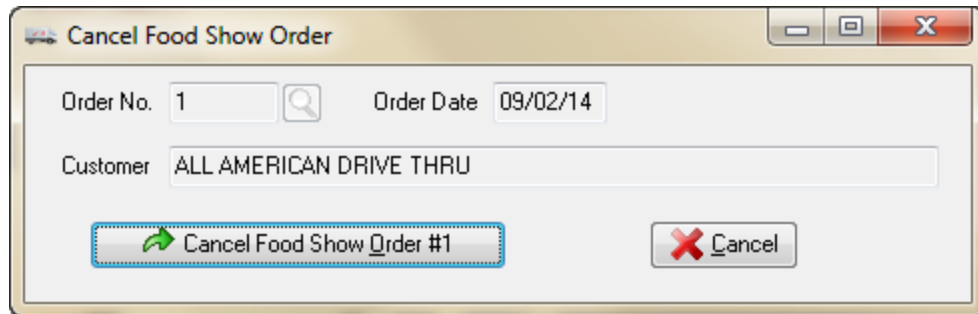 Cancel Food Show Order
Order No. 1 Order Date 09/02/14
Customer ALL AMERICAN DRIVE THRU
Cancel Food Show Order #1 Cancel